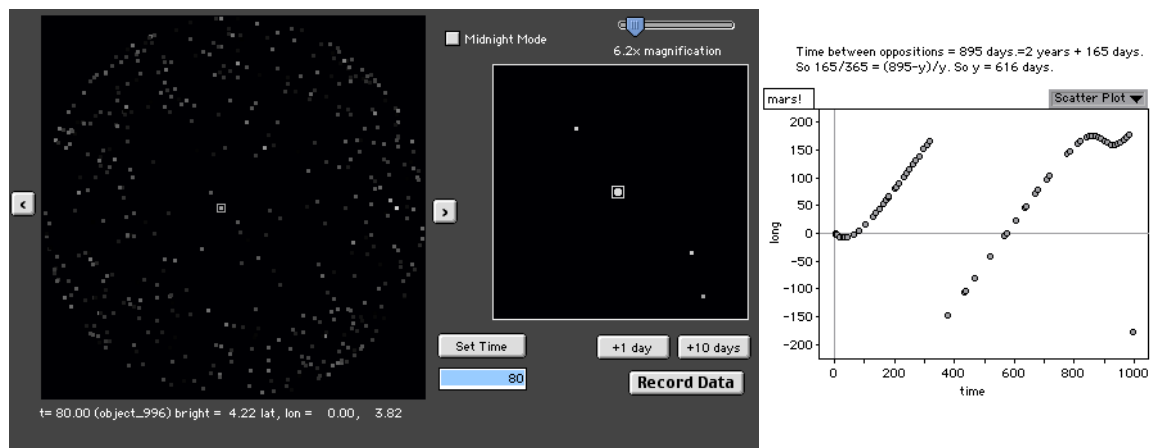 Midnight Mode
6.2x magnification
<
>
Set Time
80
+1 day
+10 days
Record Data
t= 80.00 (object_996) bright = 4.22 lat, lon = 0.00, 3.82
Time between oppositions = 895 days.=2 years + 165 days.
So 165/365 = (895-y)/y. So y = 616 days.
mars!
Scatter Plot
200
150
100
50
0
-50
-100
-150
-200
long
0 200 400 600 800 1000
time